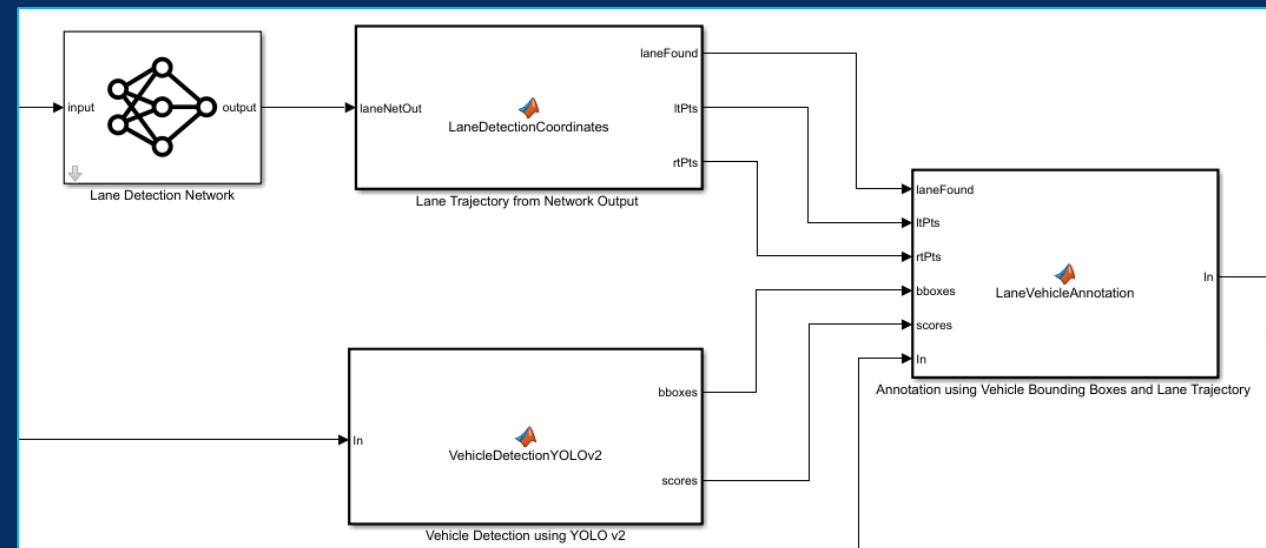 input
output
Lane Detection Network
laneNetOut
LaneDetectionCoordinates
laneFound
ltPts
rtPts
Lane Trajectory from Network Output
In
VehicleDetectionYOLOv2
bboxes
scores
Vehicle Detection using YOLO v2
laneFound
ltPts
rtPts
bboxes
scores
In
LaneVehicleAnnotation
In
Annotation using Vehicle Bounding Boxes and Lane Trajectory